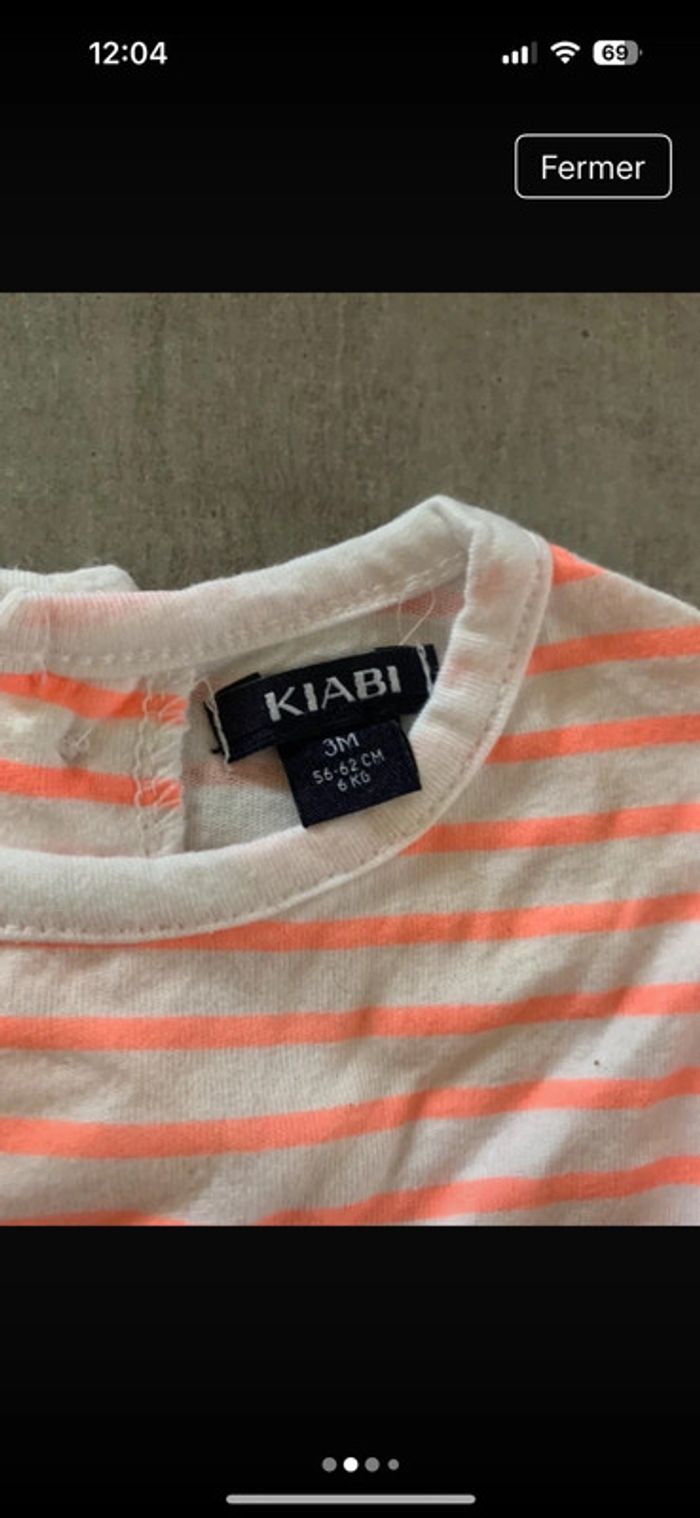 12:04
69
Fermer
KIABI
3M
56-62 CM
6 KG